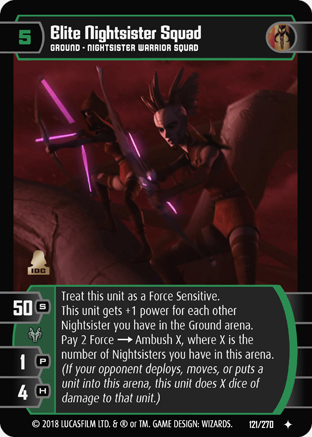 5
Elite Nightsister Squad
GROUND - NIGHTSISTER WARRIOR SQUAD
IDC
50 S
1 P
4 H
Treat this unit as a Force Sensitive.
This unit gets +1 power for each other
Nightsister you have in the Ground arena.
Pay 2 Force → Ambush X, where X is the
number of Nightsisters you have in this arena.
(If your opponent deploys, moves, or puts a
unit into this arena, this unit does X dice of
damage to that unit.)
© 2018 LUCASFILM LTD. & ® OR TM. GAME DESIGN: WIZARDS. 121/270